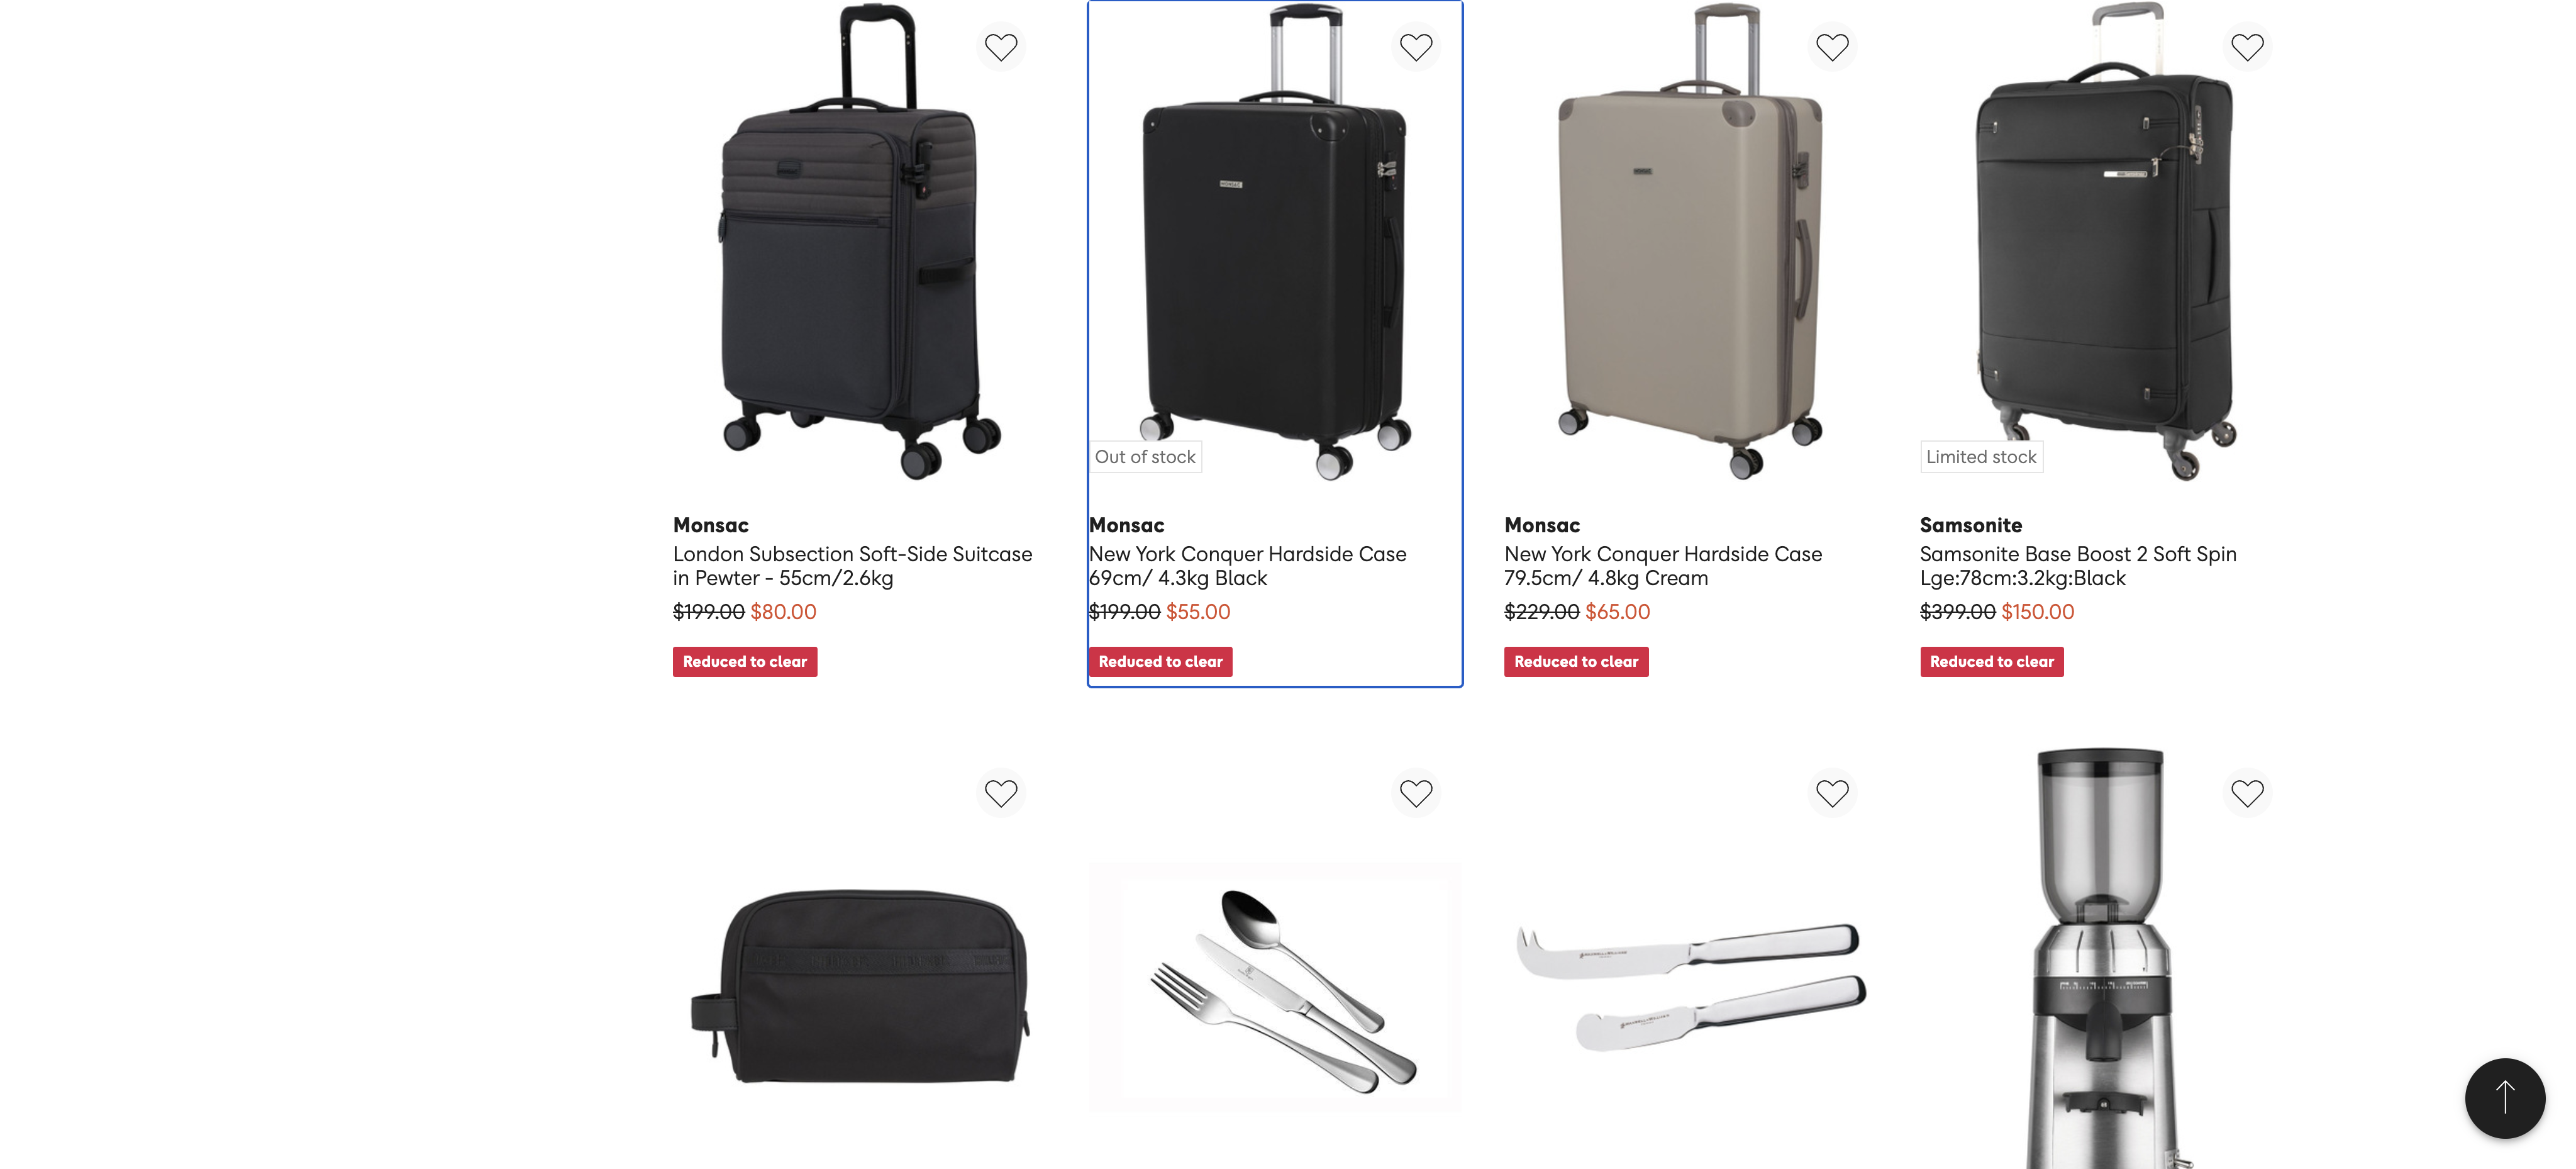 MONSAC
Out of stock
Limited stock
Monsac
London Subsection Soft-Side Suitcase
in Pewter - 55cm/2.6kg
$199.00 $80.00
Reduced to clear
Monsac
New York Conquer Hardside Case
69cm/ 4.3kg Black
$199.00 $55.00
Reduced to clear
Monsac
New York Conquer Hardside Case
79.5cm/ 4.8kg Cream
$229.00 $65.00
Reduced to clear
Samsonite
Samsonite Base Boost 2 Soft Spin
Lge:78cm:3.2kg:Black
$399.00 $150.00
Reduced to clear